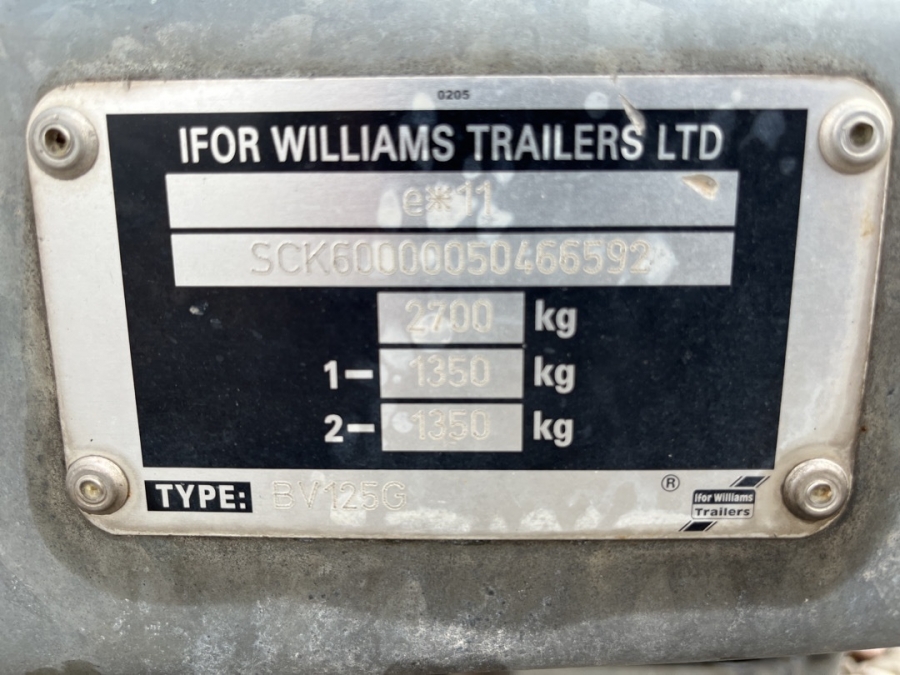 0205
IFOR WILLIAMS TRAILERS LTD
e*11
SCK60000050466592
2700 kg
1– 1350 kg
2– 1350 kg
TYPE: BV125G
®
Ifor Williams
Trailers